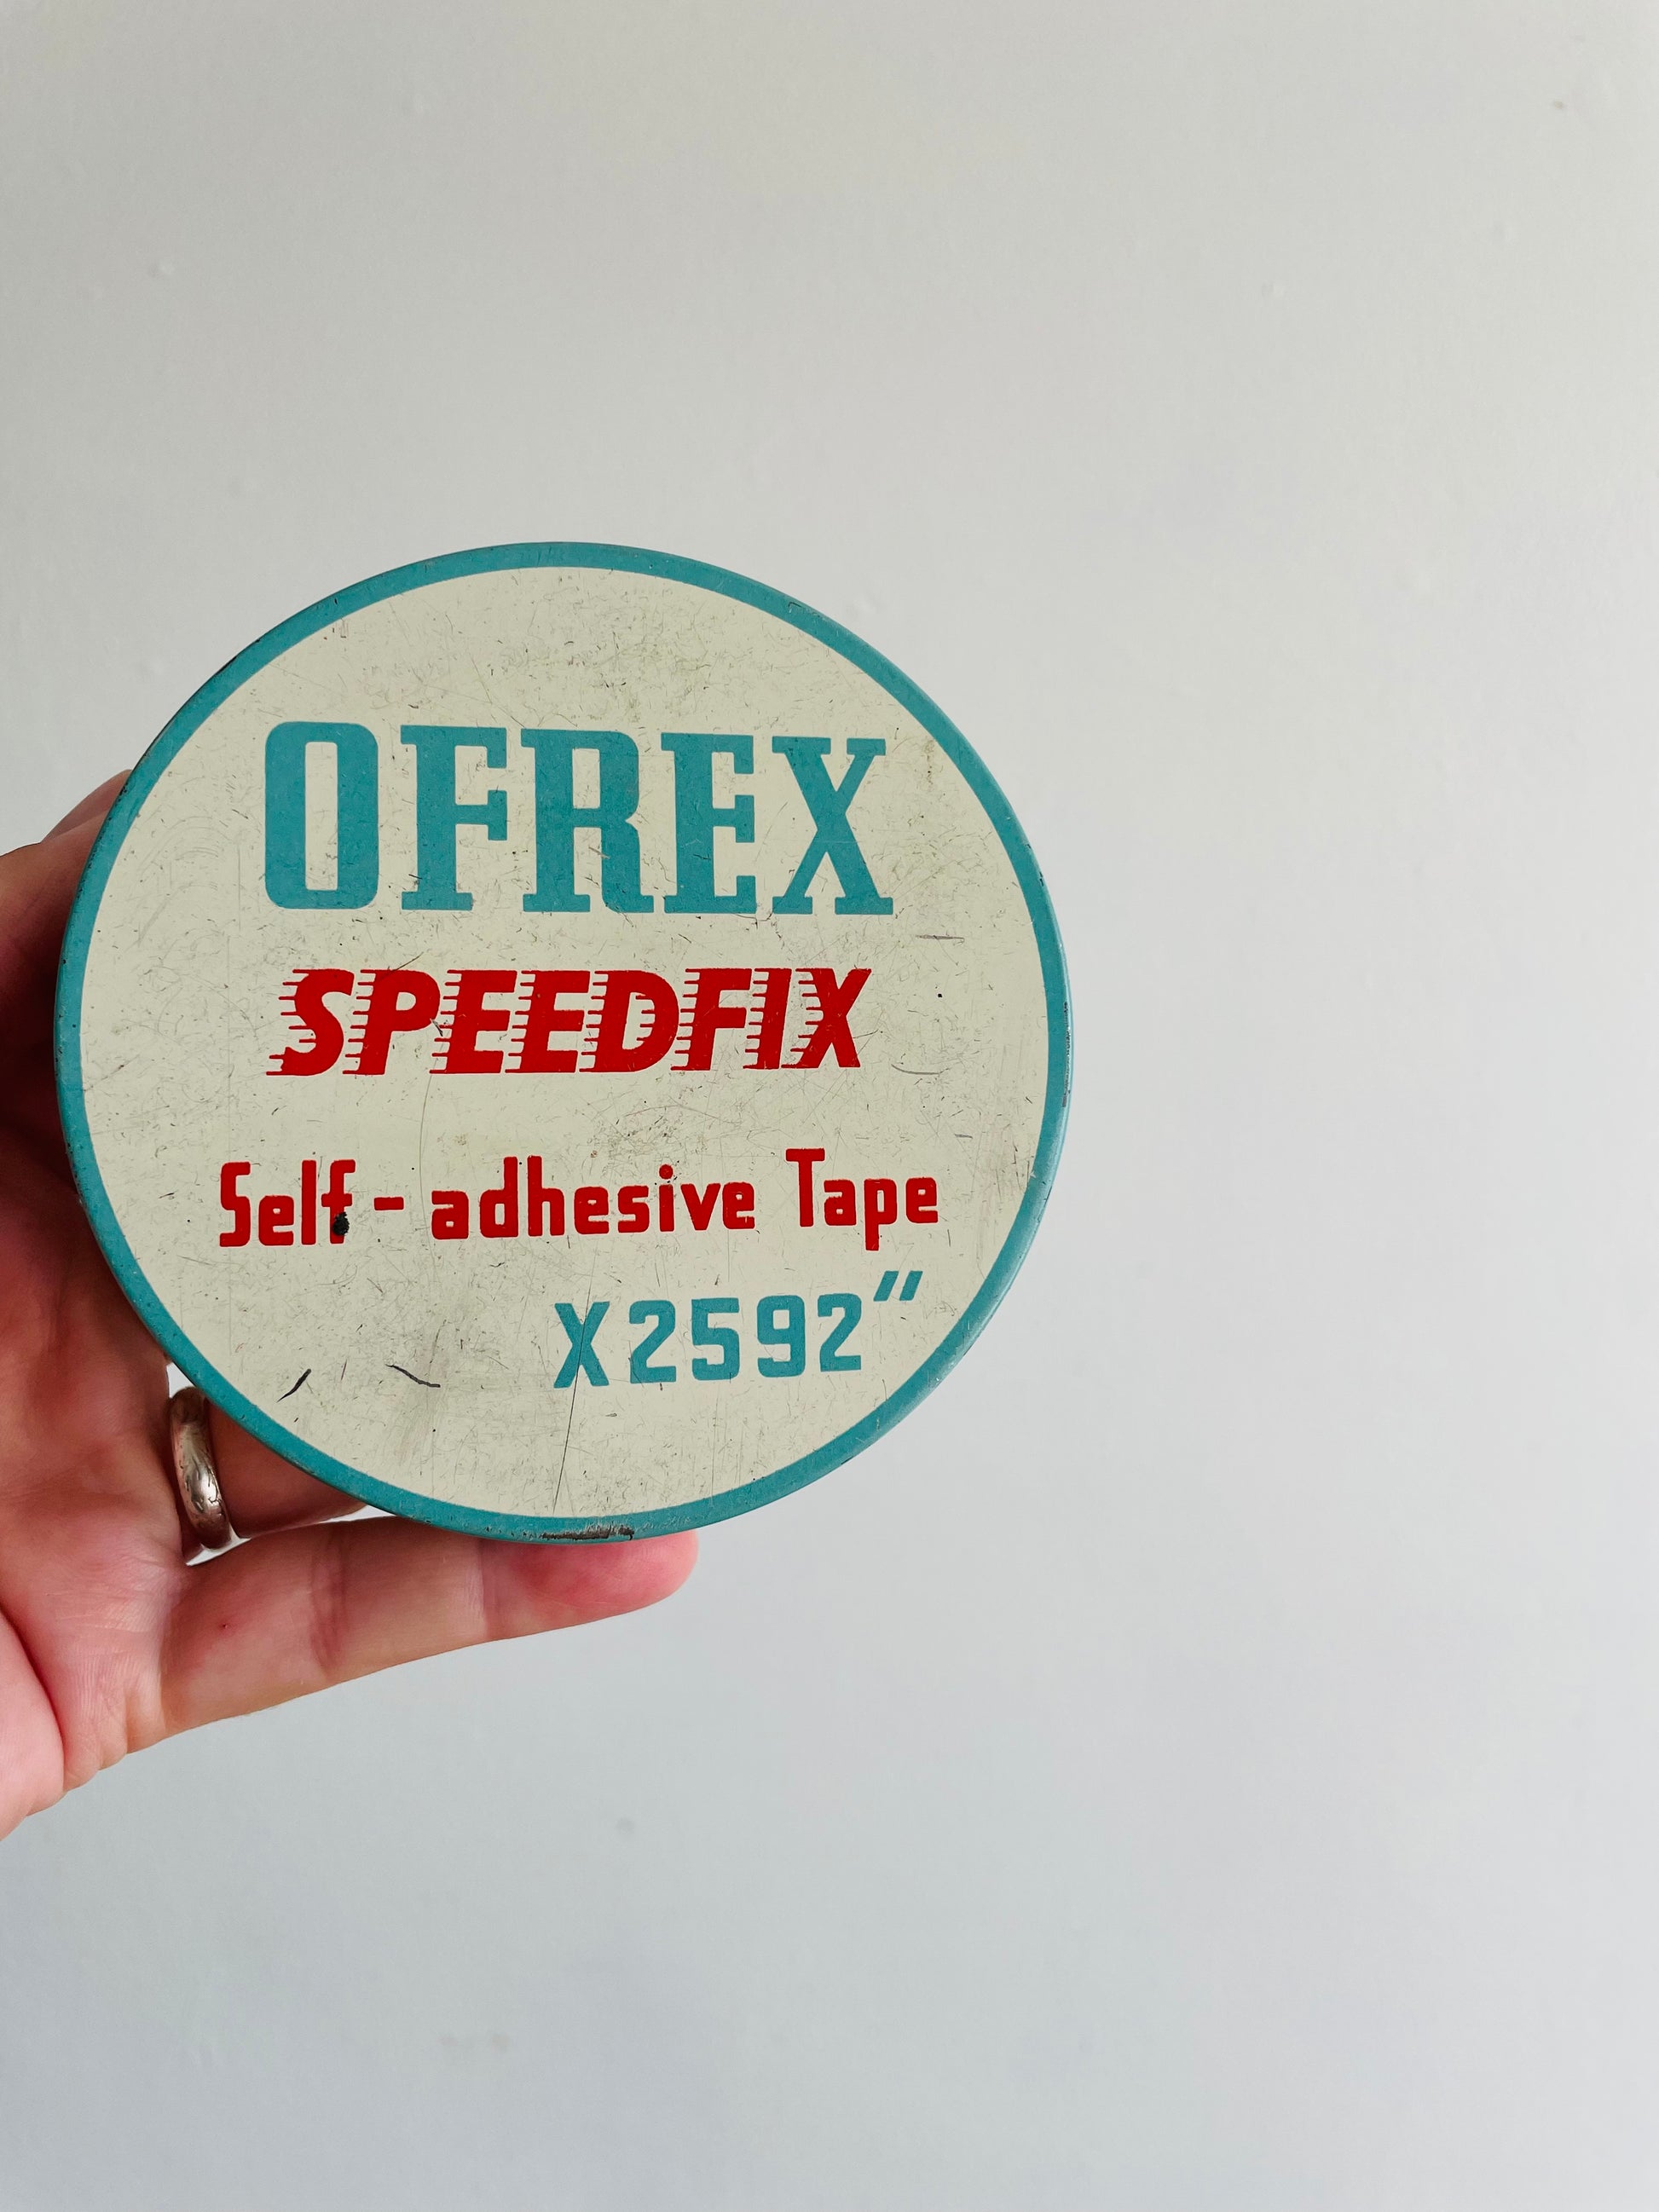 OFREX
SPEEDFIX
Self-adhesive Tape
X2592"